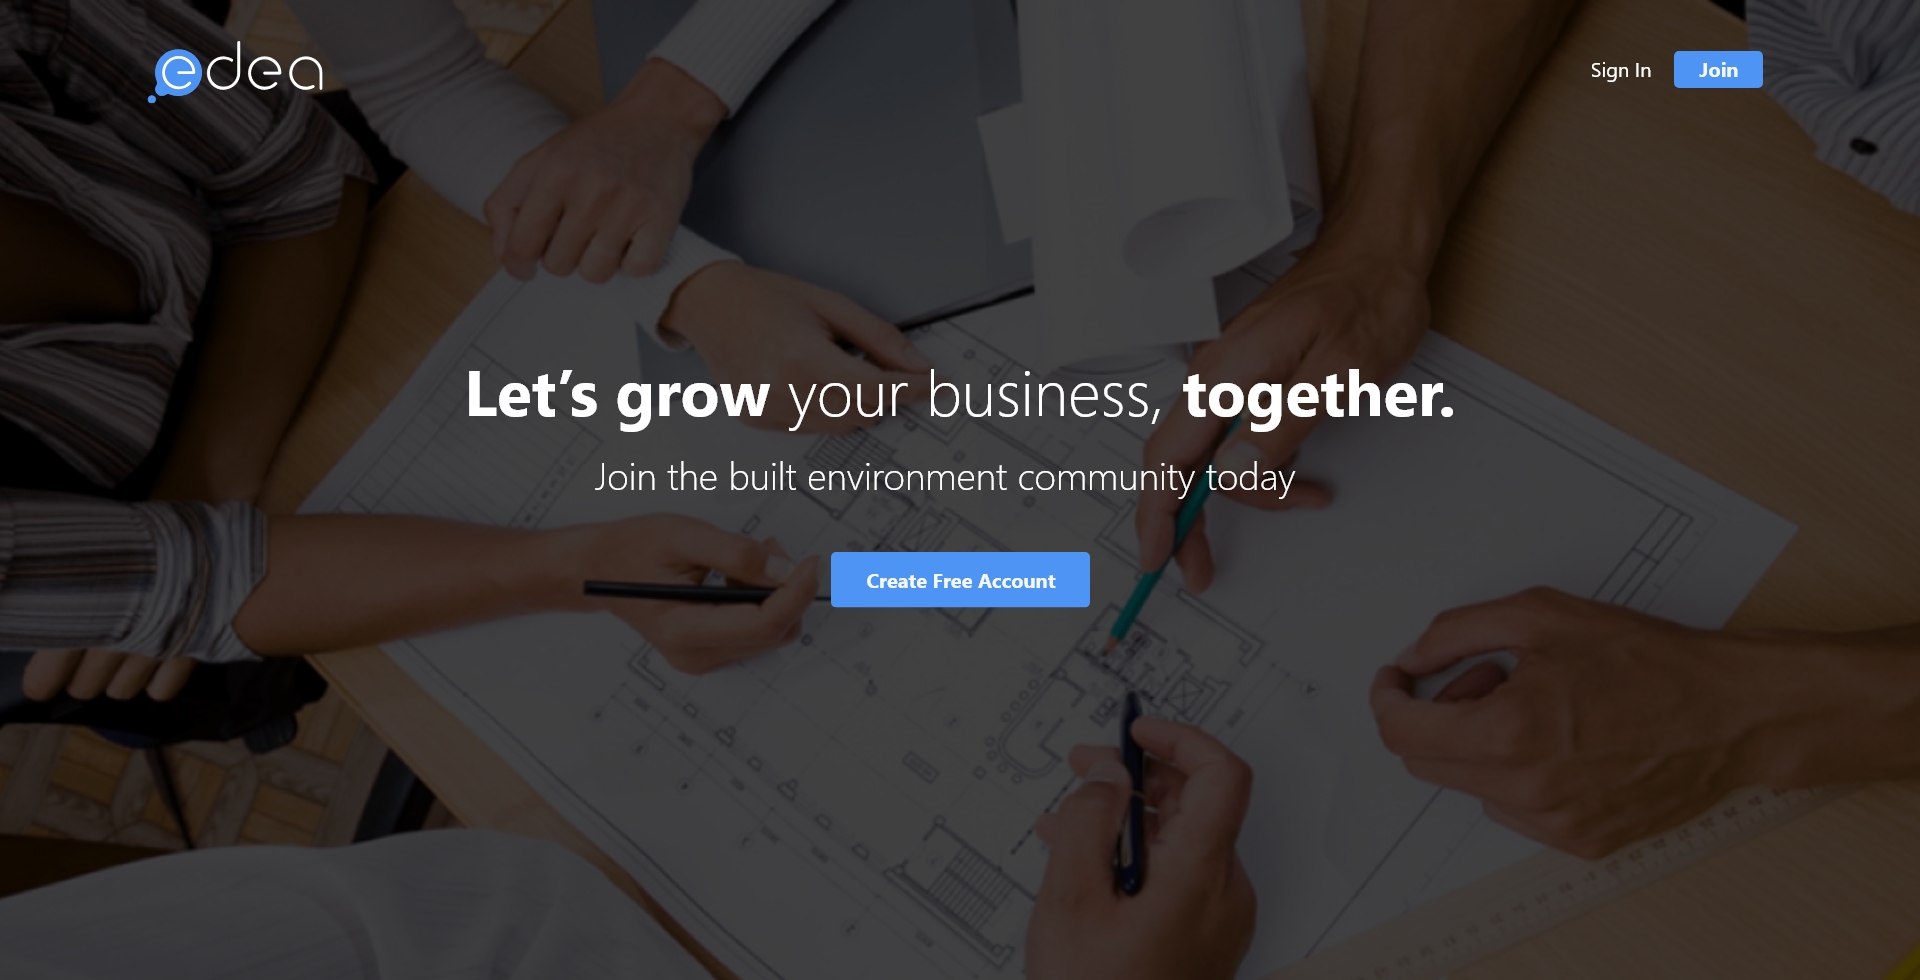 edea
Sign In
Join
Let’s grow your business, together.
Join the built environment community today
Create Free Account